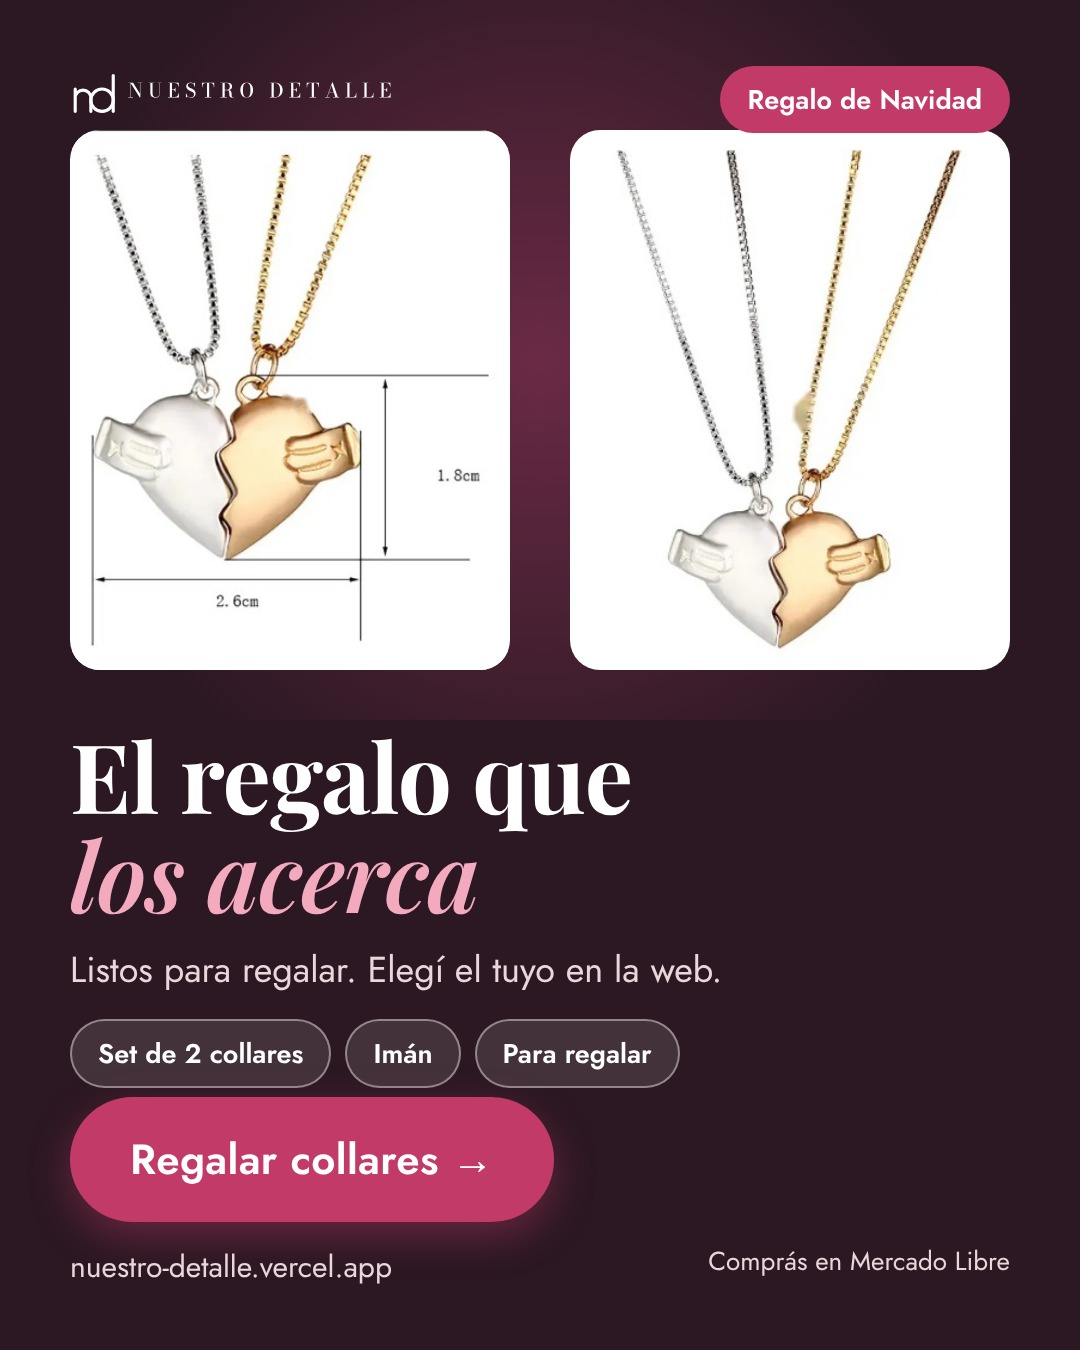 nd NUESTRO DETALLE
Regalo de Navidad
1.8cm
2.6cm
El regalo que
los acerca
Listos para regalar. Elegí el tuyo en la web.
Set de 2 collares
Imán
Para regalar
Regalar collares →
nuestro-detalle.vercel.app
Comprás en Mercado Libre